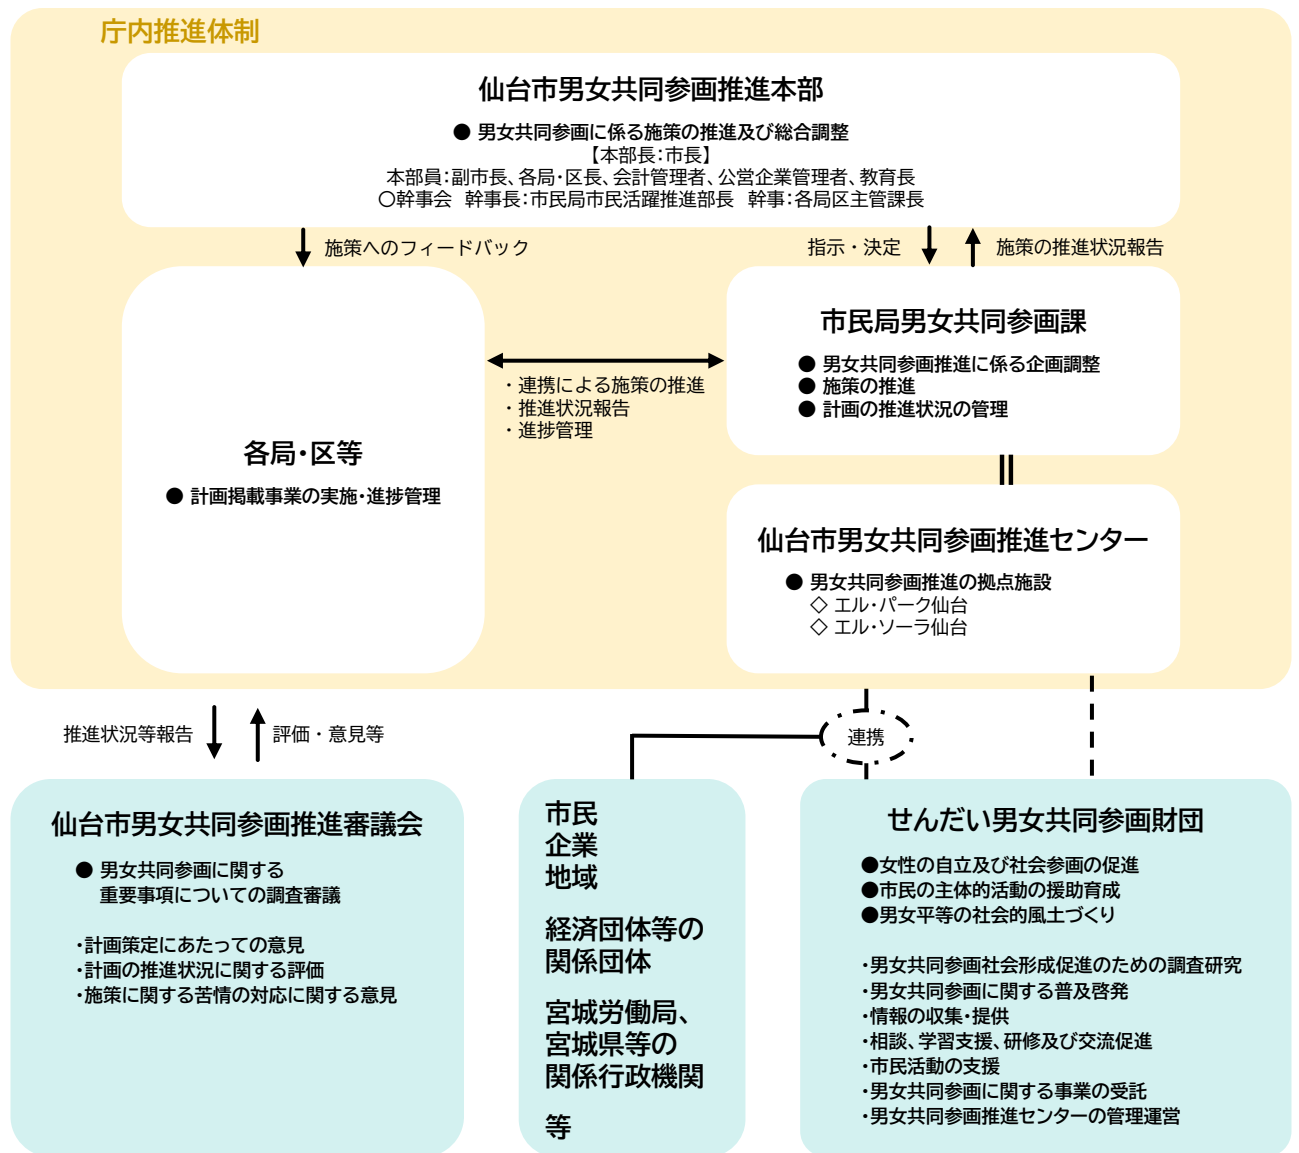 庁内推進体制
仙台市男女共同参画推進本部
● 男女共同参画に係る施策の推進及び総合調整
【本部長：市長】
本部員：副市長、各局・区長、会計管理者、公営企業管理者、教育長
〇幹事会　幹事長：市民局市民活躍推進部長　幹事：各局区主管課長
施策へのフィードバック
指示・決定
施策の推進状況報告
各局・区等
● 計画掲載事業の実施・進捗管理
・連携による施策の推進
・推進状況報告
・進捗管理
市民局男女共同参画課
● 男女共同参画推進に係る企画調整
● 施策の推進
● 計画の推進状況の管理
仙台市男女共同参画推進センター
● 男女共同参画推進の拠点施設
◇ エル・パーク仙台
◇ エル・ソーラ仙台
推進状況等報告
評価・意見等
連携
仙台市男女共同参画推進審議会
● 男女共同参画に関する
重要事項についての調査審議
・計画策定にあたっての意見
・計画の推進状況に関する評価
・施策に関する苦情の対応に関する意見
市民
企業
地域
経済団体等の
関係団体
宮城労働局、
宮城県等の
関係行政機関
等
せんだい男女共同参画財団
●女性の自立及び社会参画の促進
●市民の主体的活動の援助育成
●男女平等の社会的風土づくり
・男女共同参画社会形成促進のための調査研究
・男女共同参画に関する普及啓発
・情報の収集・提供
・相談、学習支援、研修及び交流促進
・市民活動の支援
・男女共同参画に関する事業の受託
・男女共同参画推進センターの管理運営